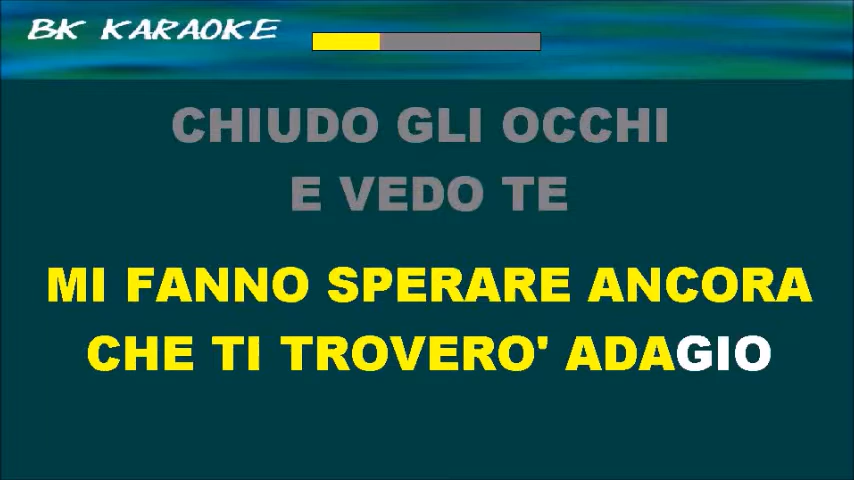 BK KARAOKE
CHIUDO GLI OCCHI
E VEDO TE
MI FANNO SPERARE ANCORA
CHE TI TROVERO' ADAGIO